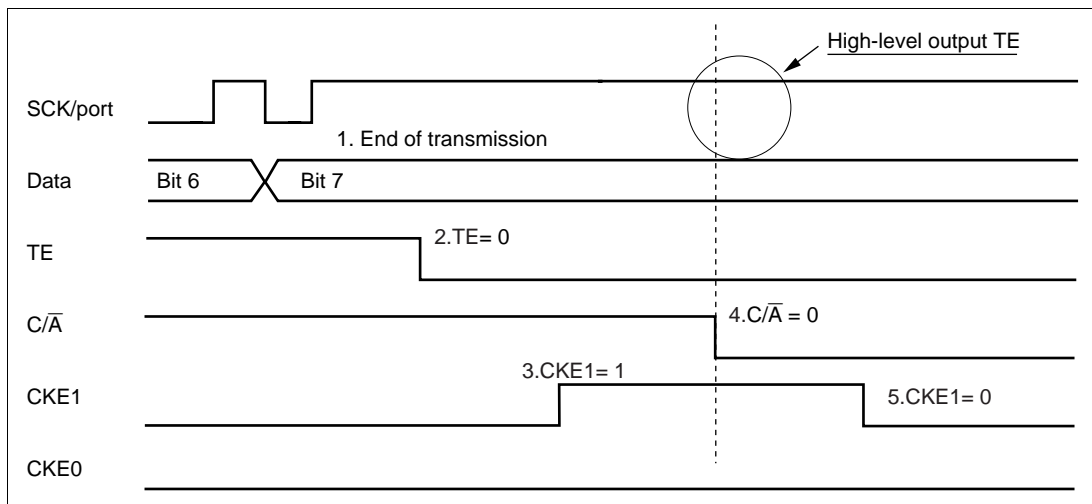 High-level output TE
SCK/port
1. End of transmission
Data
Bit 6
Bit 7
TE
2.TE= 0
C/A̅
4.C/A̅ = 0
3.CKE1= 1
CKE1
5.CKE1= 0
CKE0